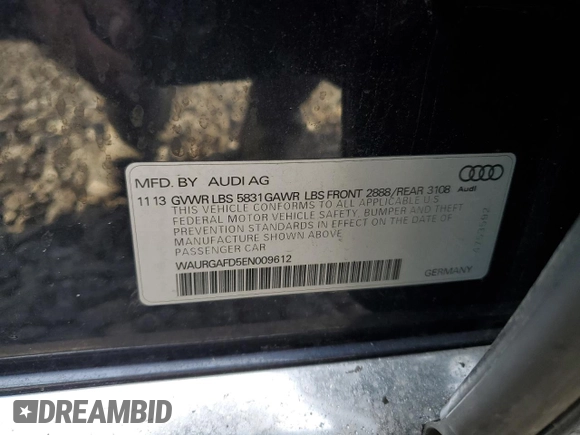 MFD. BY AUDI AG
11 13 GVWR LBS 5831 GAWR LBS FRONT 2888/REAR 3108
THIS VEHICLE CONFORMS TO ALL APPLICABLE U.S.
FEDERAL MOTOR VEHICLE SAFETY, BUMPER AND THEFT
PREVENTION STANDARDS IN EFFECT ON THE DATE OF
MANUFACTURE SHOWN ABOVE.
PASSENGER CAR
WAURGAFD5EN009612
Audi
GERMANY
DREAMBID